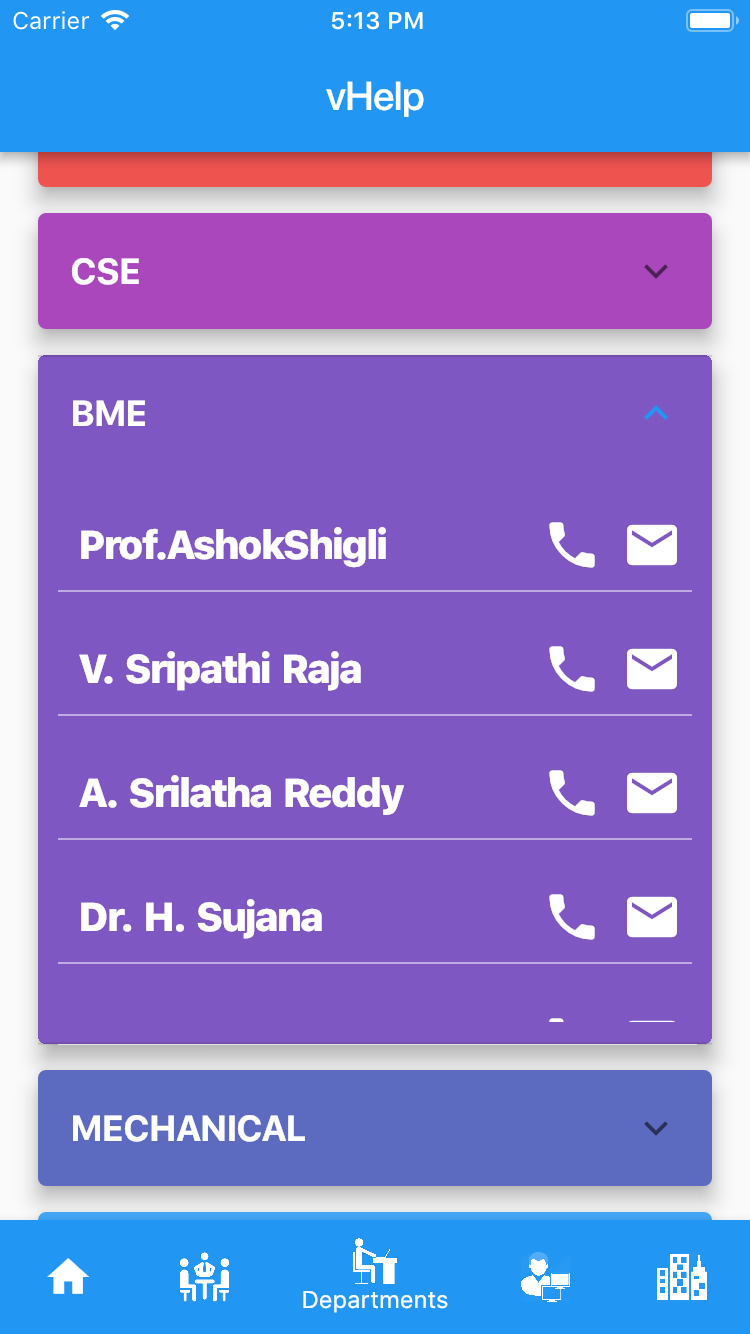 Carrier 5:13 PM
vHelp
CSE
BME
Prof.AshokShigli
V. Sripathi Raja
A. Srilatha Reddy
Dr. H. Sujana
MECHANICAL
Departments